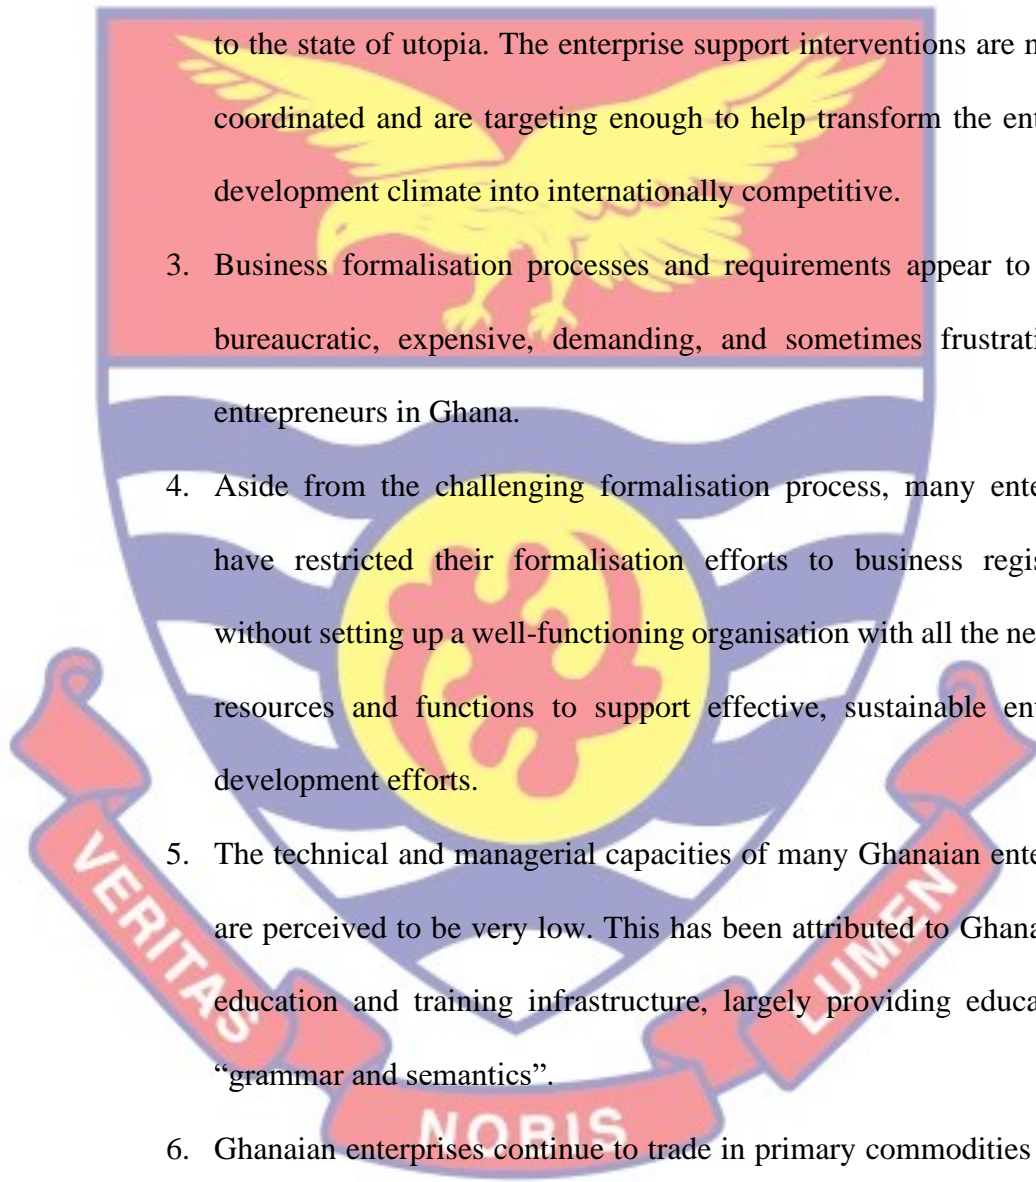 to the state of utopia. The enterprise support interventions are n
coordinated and are targeting enough to help transform the ent
development climate into internationally competitive.
3. Business formalisation processes and requirements appear to
bureaucratic, expensive, demanding, and sometimes frustrati
entrepreneurs in Ghana.
4. Aside from the challenging formalisation process, many ente
have restricted their formalisation efforts to business regis
without setting up a well-functioning organisation with all the ne
resources and functions to support effective, sustainable ent
development efforts.
5. The technical and managerial capacities of many Ghanaian ente
are perceived to be very low. This has been attributed to Ghana
education and training infrastructure, largely providing educa
“grammar and semantics”.
6. Ghanaian enterprises continue to trade in primary commodities
VERITAS
NOBIS
LUMEN